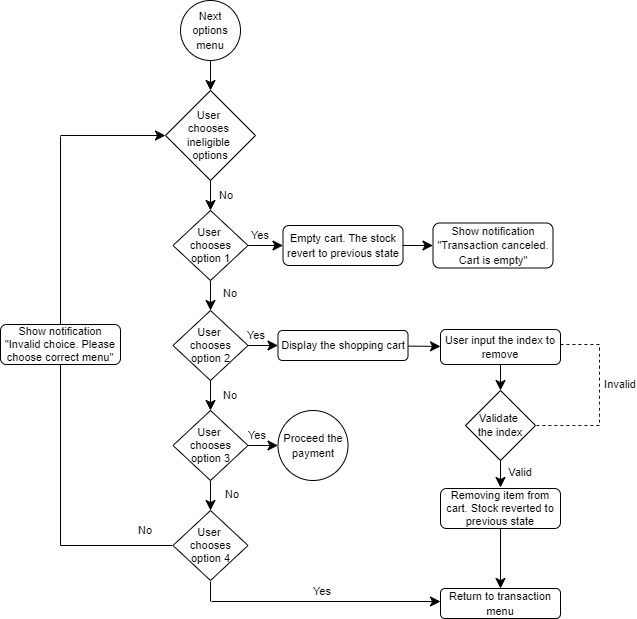 Next
options
menu
User
chooses
ineligible
options
No
User
chooses
option 1
Yes
Empty cart. The stock
revert to previous state
Show notification
"Transaction canceled.
Cart is empty"
No
Show notification
"Invalid choice. Please
choose correct menu"
User
chooses
option 2
Yes
Display the shopping cart
User input the index to
remove
Invalid
No
Validate
the index
User
chooses
option 3
Yes
Proceed the
payment
Valid
No
Removing item from
cart. Stock reverted to
previous state
No
User
chooses
option 4
Yes
Return to transaction
menu